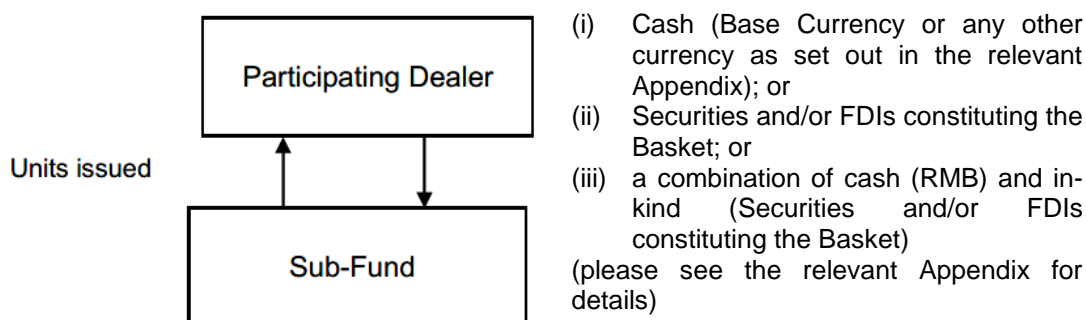 Participating Dealer
Units issued
Sub-Fund
(i) Cash (Base Currency or any other
currency as set out in the relevant
Appendix); or
(ii) Securities and/or FDIs constituting the
Basket; or
(iii) a combination of cash (RMB) and in-
kind (Securities and/or FDIs
constituting the Basket)
(please see the relevant Appendix for
details)